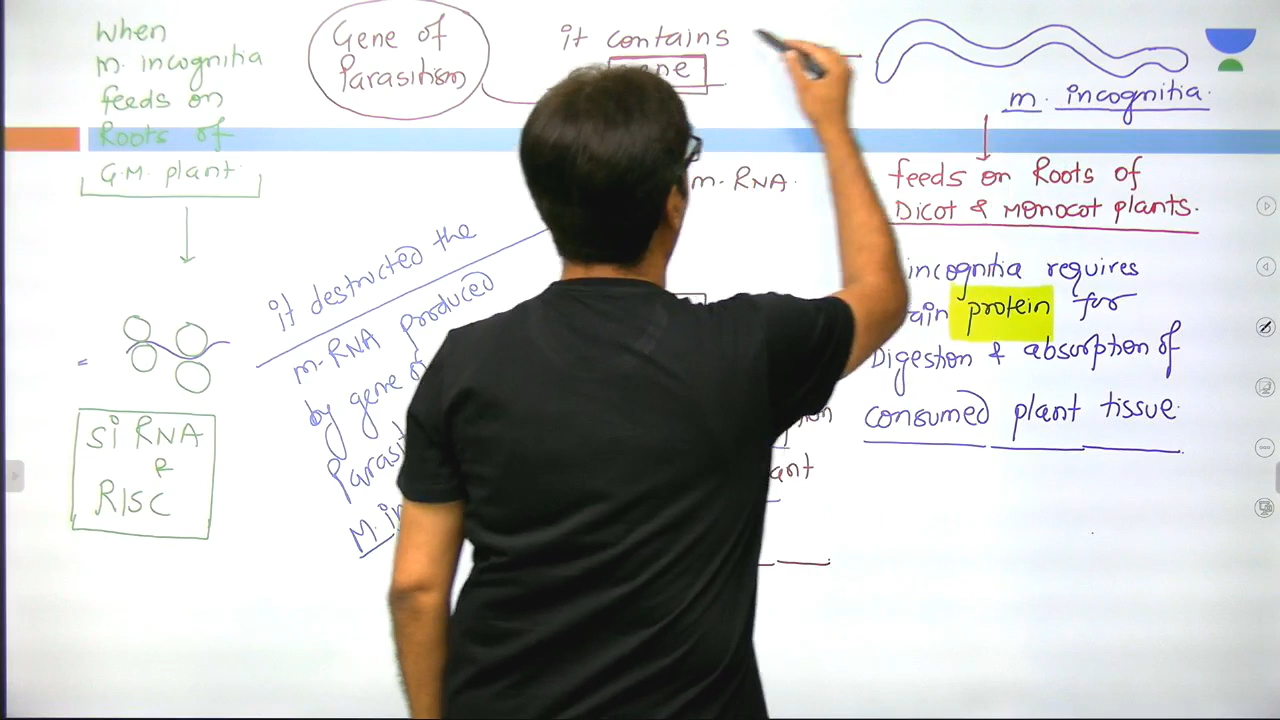 When
m. incognitia
feeds on
Roots of
G.M. plant
si RNA
R
RISC
Gene of
Parasitism
it destructed the
m-RNA produced
by gene of
M.
it contains
gene
m-RNA.
ant
m. incognitia
feeds on Roots of
Dicot & Monocot plants.
incognitia requires
protein for
Digestion & absorption of
consumed plant tissue.